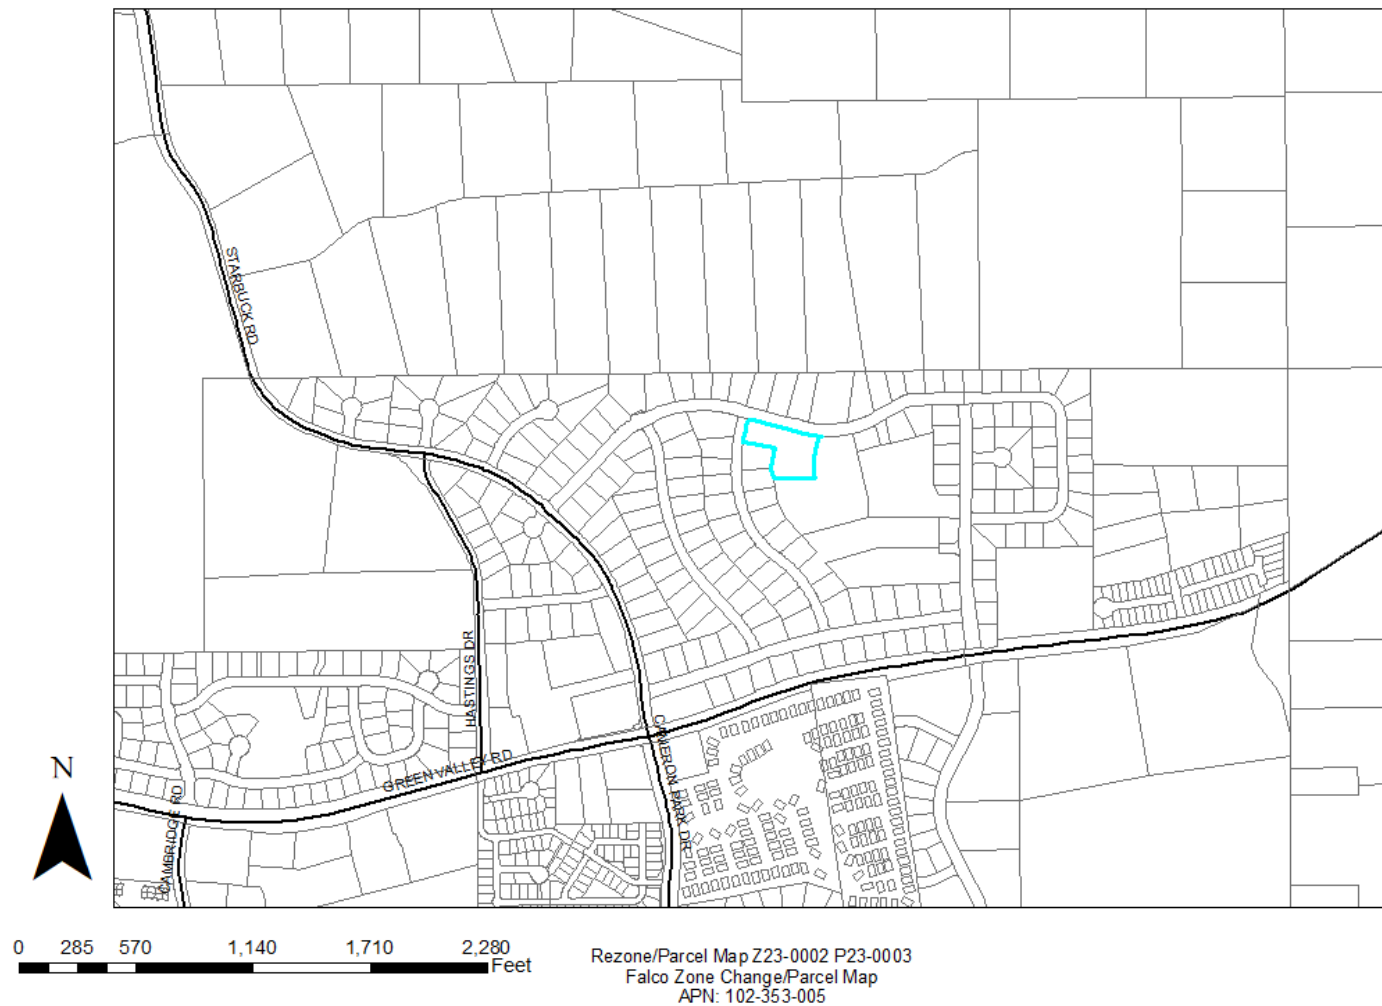 STARBUCK RD
HASTINGS DR
GREEN VALLEY RD
CAMERON PARK DR
CAMBRIDGE RD
N
0 285 570 1,140 1,710 2,280
Feet
Rezone/Parcel Map Z23-0002 P23-0003
Falco Zone Change/Parcel Map
APN: 102-353-005